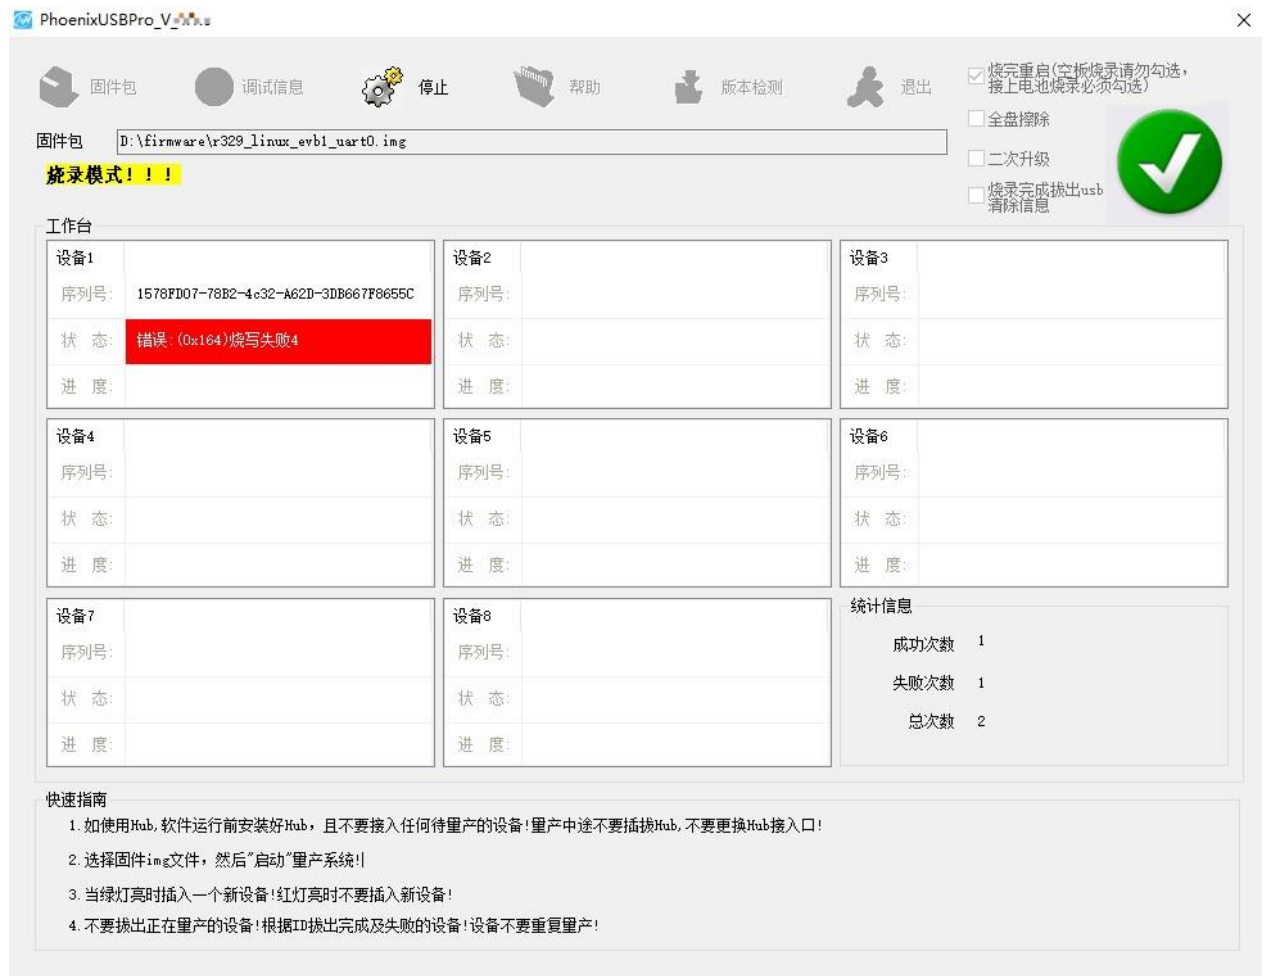 PhoenixUSBPro_V_
固件包
调试信息
停止
帮助
版本检测
退出
烧完重启(空板烧录请勿勾选，
接上电池烧录必须勾选)
固件包
D:\firmware\r329_linux_evb1_uart0.img
全盘擦除
烧录模式！！！
二次升级
烧录完成拔出usb
清除信息
工作台
设备1
序列号:
1578FD07-78B2-4c32-A62D-3DB667F8655C
状 态:
错误:(0x164)烧写失败4
进 度:
设备2
序列号:
状 态:
进 度:
设备3
序列号:
状 态:
进 度:
设备4
序列号:
状 态:
进 度:
设备5
序列号:
状 态:
进 度:
设备6
序列号:
状 态:
进 度:
设备7
序列号:
状 态:
进 度:
设备8
序列号:
状 态:
进 度:
统计信息
成功次数 1
失败次数 1
总次数 2
快速指南
1.如使用Hub,软件运行前安装好Hub，且不要接入任何待量产的设备!量产中途不要插拔Hub,不要更换Hub接入口!
2.选择固件img文件，然后"启动"量产系统!
3.当绿灯亮时插入一个新设备!红灯亮时不要插入新设备!
4.不要拔出正在量产的设备!根据ID拔出完成及失败的设备!设备不要重复量产!